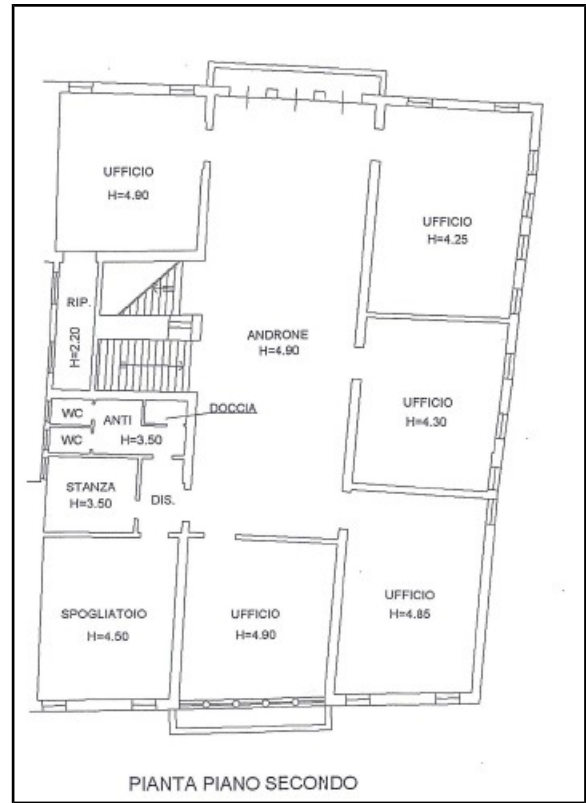 UFFICIO
H=4.90
UFFICIO
H=4.25
RIP.
H=2.20
ANDRONE
H=4.90
WC
ANTI
DOCCIA
WC
H=3.50
UFFICIO
H=4.30
STANZA
H=3.50
DIS.
SPOGLIATOIO
H=4.50
UFFICIO
H=4.90
UFFICIO
H=4.85
PIANTA PIANO SECONDO